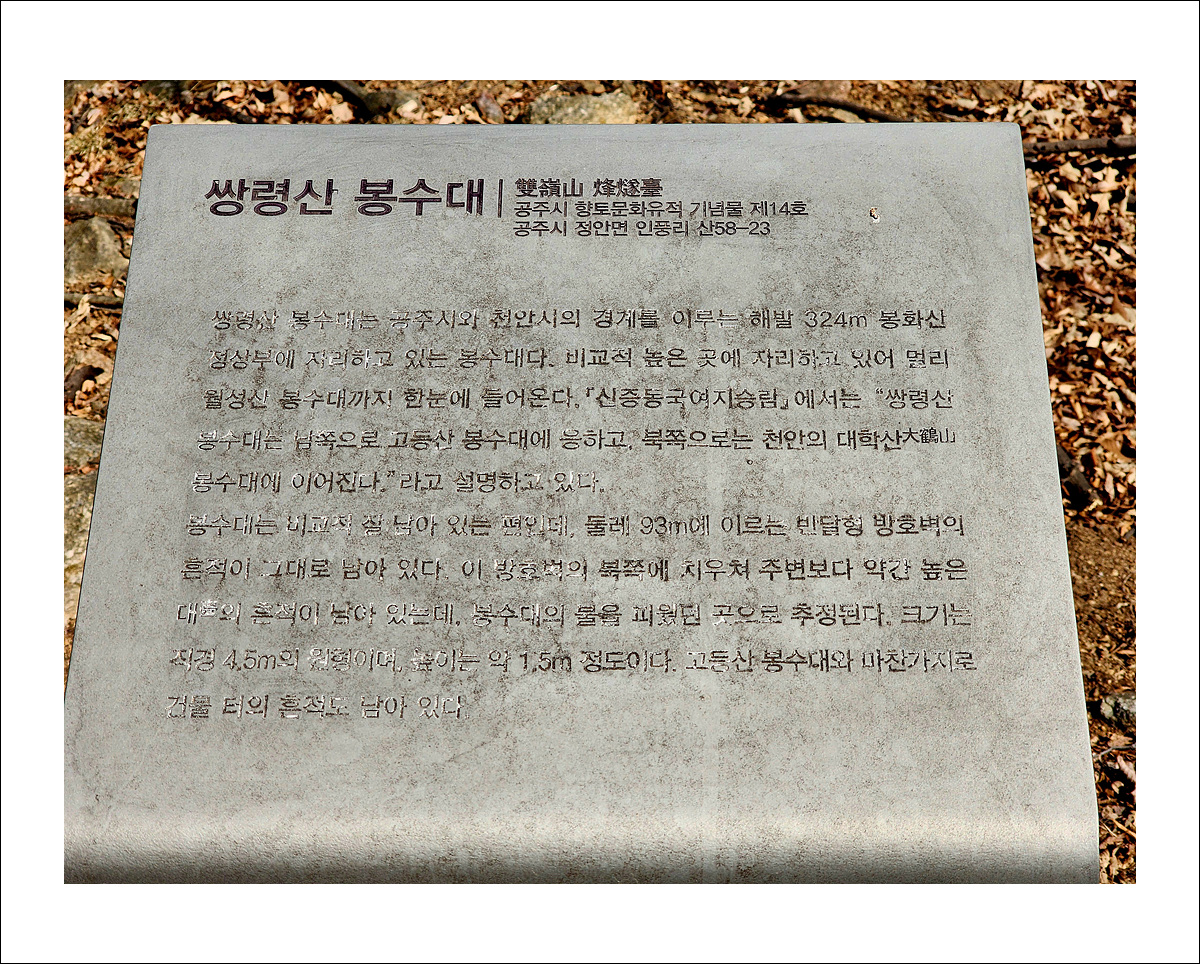 쌍령산 봉수대
雙嶺山 烽燧臺
공주시 향토문화유적 기념물 제14호
공주시 정안면 인풍리 산58-23
쌍령산 봉수대는 공주시와 천안시의 경계를 이루는 해발 324m 봉화산
정상부에 자리하고 있는 봉수대다. 비교적 높은 곳에 자리하고 있어 멀리
월성산 봉수대까지 한눈에 들어온다.『신증동국여지승람』에서는 “쌍령산
봉수대는 남쪽으로 고등산 봉수대에 응하고, 북쪽으로는 천안의 대학산大鶴山
봉수대에 이어진다.”라고 설명하고 있다.
봉수대는 비교적 잘 남아 있는 편인데, 둘레 93m에 이르는 반달형 방호벽의
흔적이 그대로 남아 있다. 이 방호벽의 북쪽에 치우쳐 주변보다 약간 높은
대臺의 흔적이 남아 있는데, 봉수대의 불을 피웠던 곳으로 추정된다. 크기는
직경 4.5m의 원형이며, 높이는 약 1.5m 정도이다. 고등산 봉수대와 마찬가지로
건물 터의 흔적도 남아 있다.